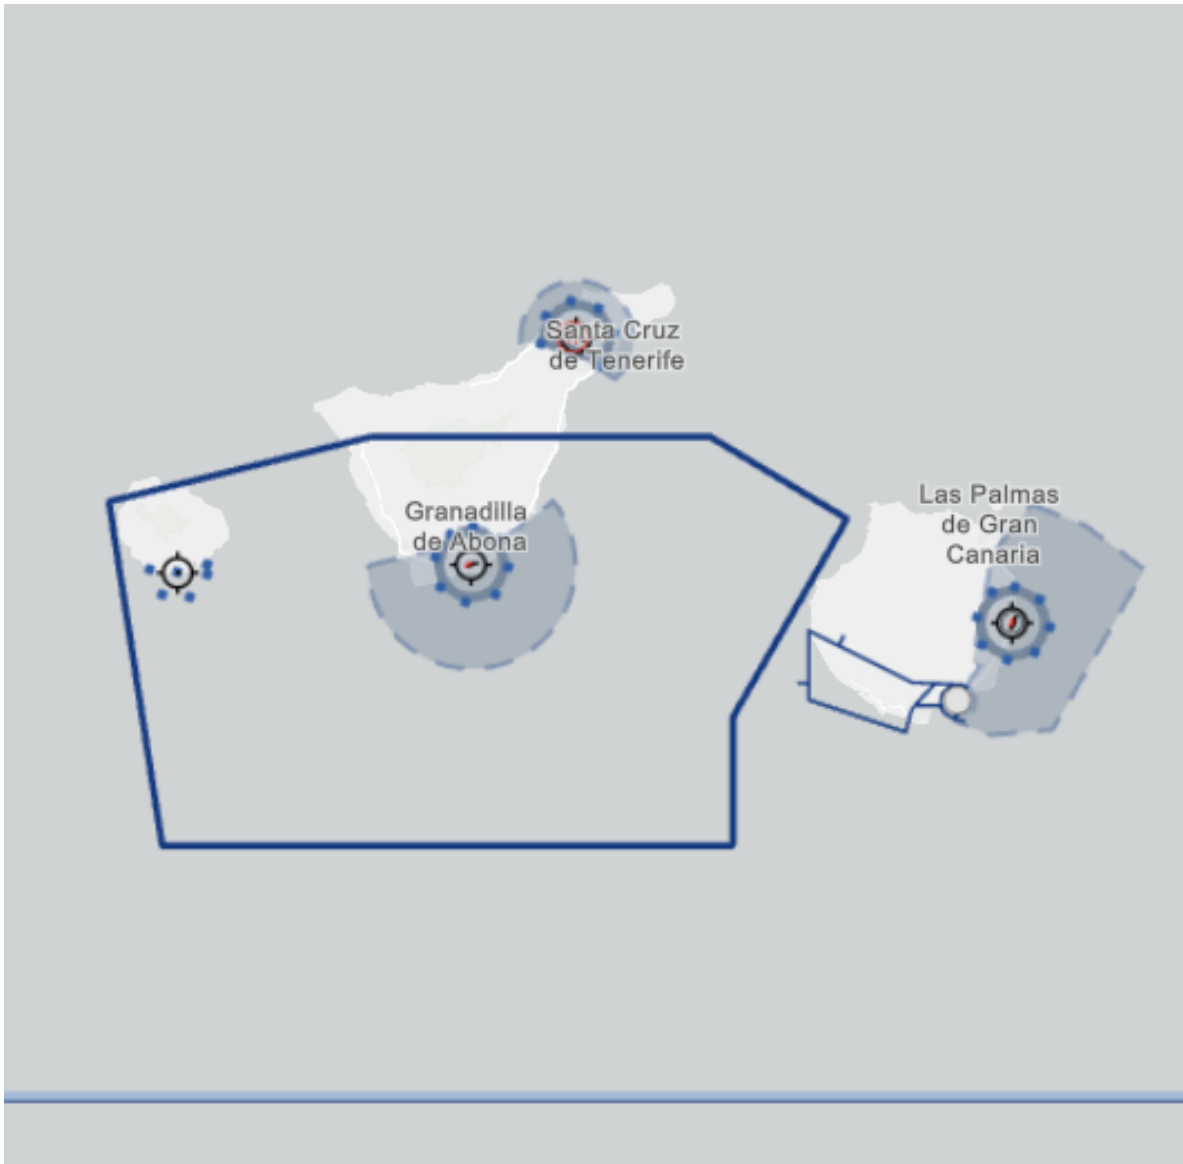 Santa Cruz
de Tenerife
Granadilla
de Abona
Las Palmas
de Gran
Canaria